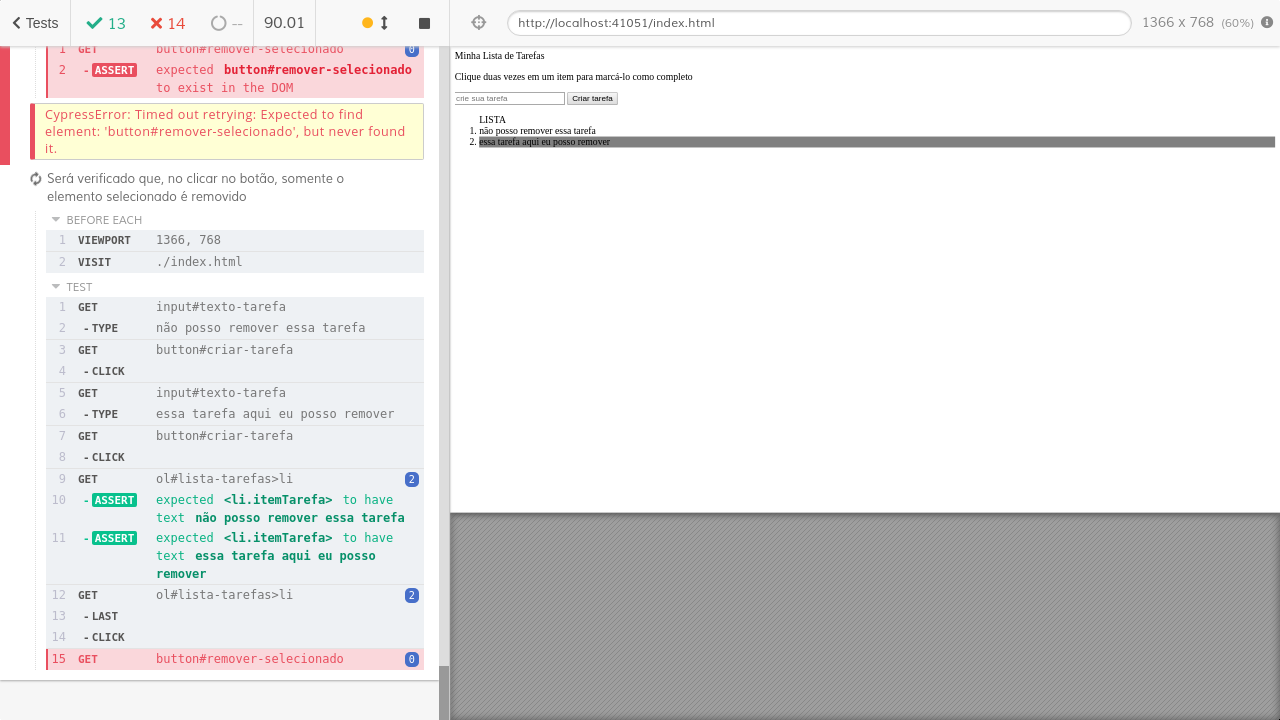 Tests
13
14
--
90.01
http://localhost:41051/index.html
1366 x 768 (60%)
1 GET button#remover-selecionado 0
2 - ASSERT expected button#remover-selecionado
to exist in the DOM
CypressError: Timed out retrying: Expected to find
element: 'button#remover-selecionado', but never found
it.
Será verificado que, no clicar no botão, somente o
elemento selecionado é removido
BEFORE EACH
1 VIEWPORT 1366, 768
2 VISIT ./index.html
TEST
1 GET input#texto-tarefa
2 - TYPE não posso remover essa tarefa
3 GET button#criar-tarefa
4 - CLICK
5 GET input#texto-tarefa
6 - TYPE essa tarefa aqui eu posso remover
7 GET button#criar-tarefa
8 - CLICK
9 GET ol#lista-tarefas>li 2
10 - ASSERT expected <li.itemTarefa> to have
text não posso remover essa tarefa
11 - ASSERT expected <li.itemTarefa> to have
text essa tarefa aqui eu posso
remover
12 GET ol#lista-tarefas>li 2
13 - LAST
14 - CLICK
15 GET button#remover-selecionado 0
Minha Lista de Tarefas
Clique duas vezes em um item para marcá-lo como completo
crie sua tarefa Criar tarefa
LISTA
1. não posso remover essa tarefa
2. essa tarefa aqui eu posso remover